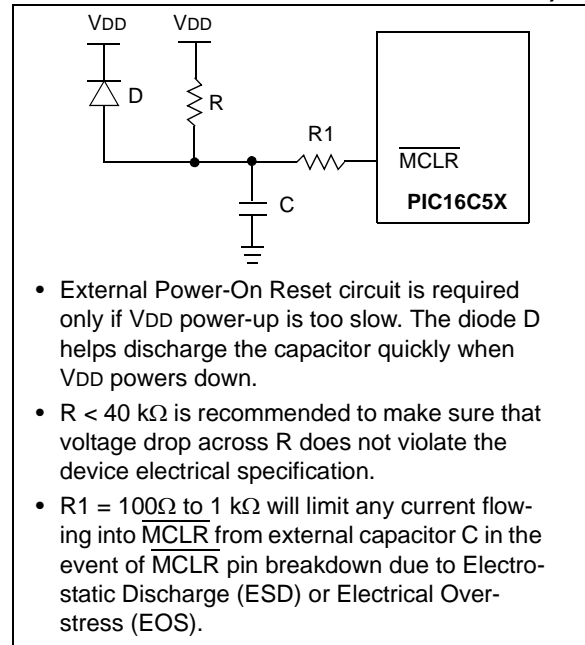 VDD VDD
D
R
R1
MCLR
C
PIC16C5X
• External Power-On Reset circuit is required
only if VDD power-up is too slow. The diode D
helps discharge the capacitor quickly when
VDD powers down.
• R < 40 kΩ is recommended to make sure that
voltage drop across R does not violate the
device electrical specification.
• R1 = 100Ω to 1 kΩ will limit any current flow-
ing into MCLR from external capacitor C in the
event of MCLR pin breakdown due to Electro-
static Discharge (ESD) or Electrical Over-
stress (EOS).